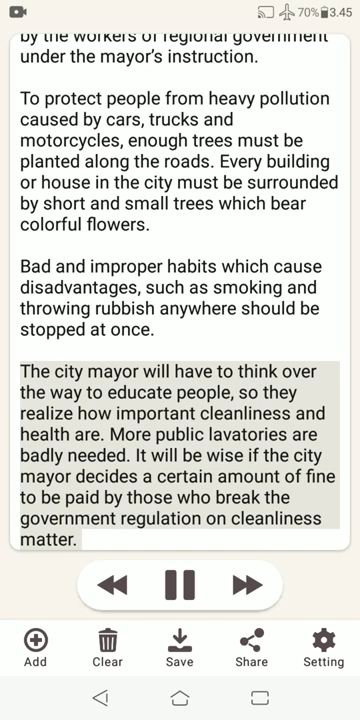 70% 3.45
by the workers of regional government
under the mayor's instruction.
To protect people from heavy pollution
caused by cars, trucks and
motorcycles, enough trees must be
planted along the roads. Every building
or house in the city must be surrounded
by short and small trees which bear
colorful flowers.
Bad and improper habits which cause
disadvantages, such as smoking and
throwing rubbish anywhere should be
stopped at once.
The city mayor will have to think over
the way to educate people, so they
realize how important cleanliness and
health are. More public lavatories are
badly needed. It will be wise if the city
mayor decides a certain amount of fine
to be paid by those who break the
government regulation on cleanliness
matter.
Add Clear Save Share Setting